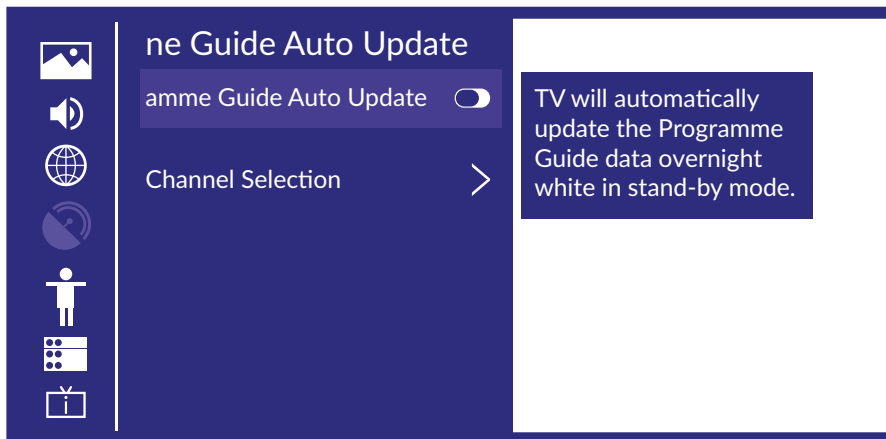 ne Guide Auto Update
amme Guide Auto Update
Channel Selection
TV will automatically
update the Programme
Guide data overnight
white in stand-by mode.